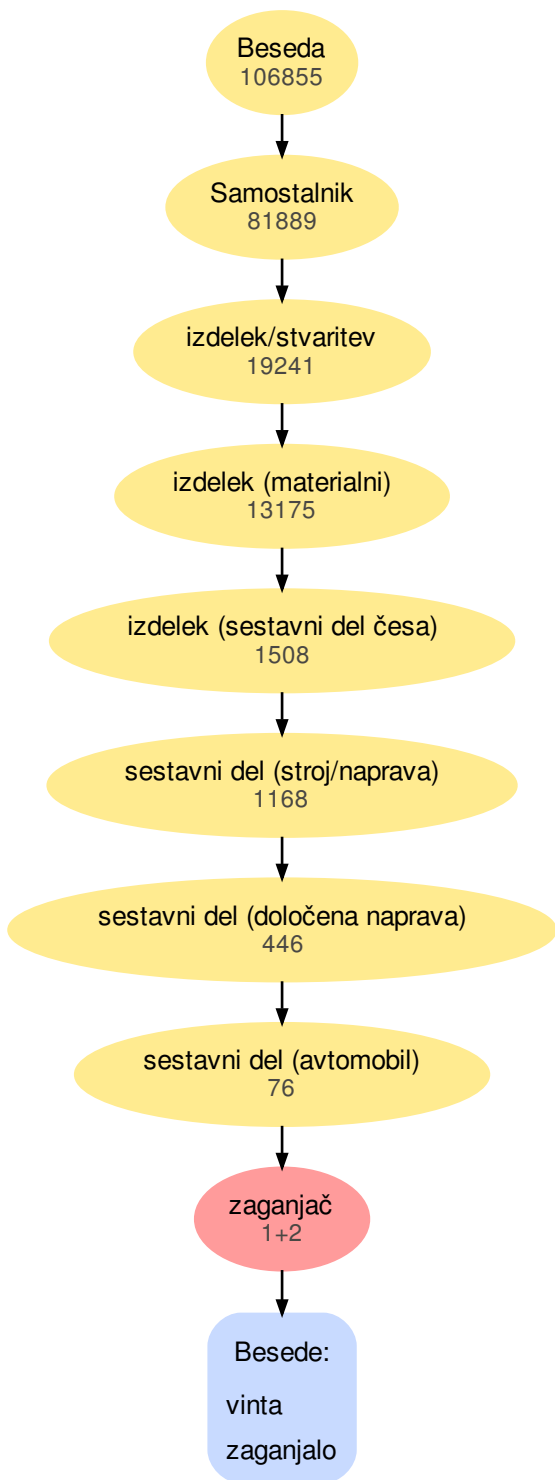 Beseda
106855
Samostalnik
81889
izdelek/stvaritev
19241
izdelek (materialni)
13175
izdelek (sestavni del česa)
1508
sestavni del (stroj/naprava)
1168
sestavni del (določena naprava)
446
sestavni del (avtomobil)
76
zaganjač
1+2
Besede:
vinta
zaganjalo